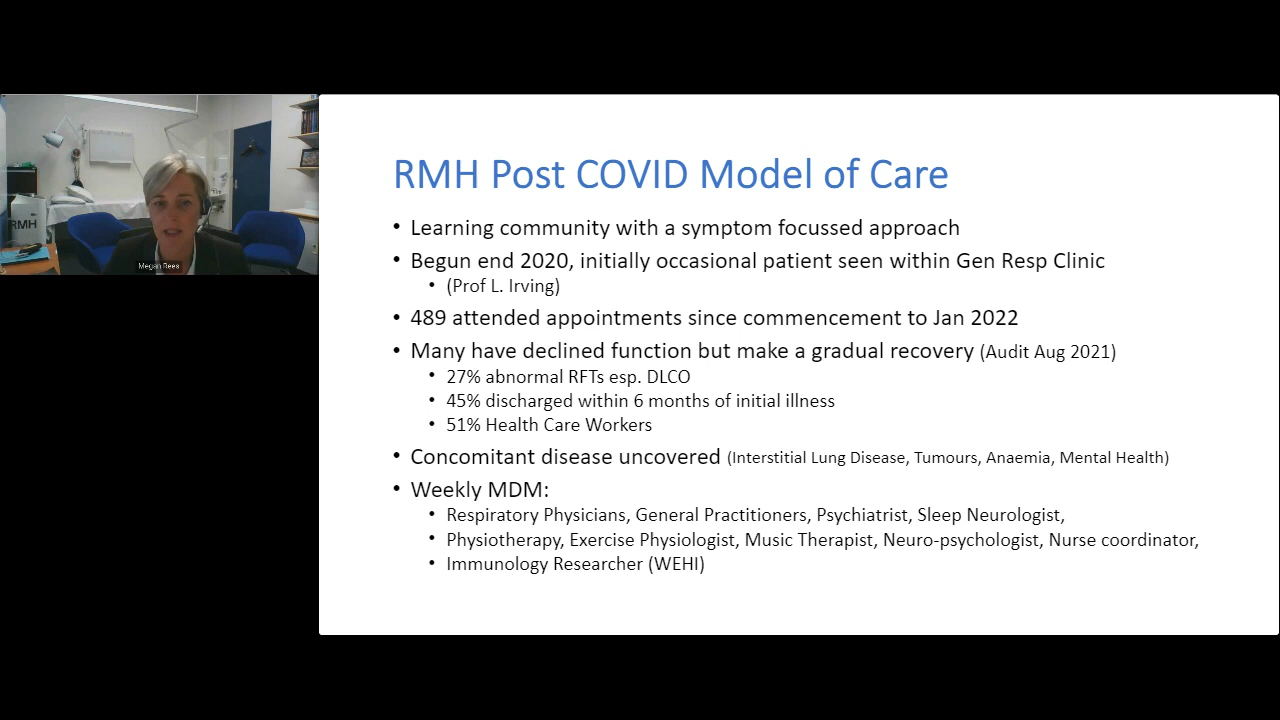 RMH
Megan Rees
RMH Post COVID Model of Care
• Learning community with a symptom focussed approach
• Begun end 2020, initially occasional patient seen within Gen Resp Clinic
• (Prof L. Irving)
• 489 attended appointments since commencement to Jan 2022
• Many have declined function but make a gradual recovery (Audit Aug 2021)
• 27% abnormal RFTs esp. DLCO
• 45% discharged within 6 months of initial illness
• 51% Health Care Workers
• Concomitant disease uncovered (Interstitial Lung Disease, Tumours, Anaemia, Mental Health)
• Weekly MDM:
• Respiratory Physicians, General Practitioners, Psychiatrist, Sleep Neurologist,
• Physiotherapy, Exercise Physiologist, Music Therapist, Neuro-psychologist, Nurse coordinator,
• Immunology Researcher (WEHI)